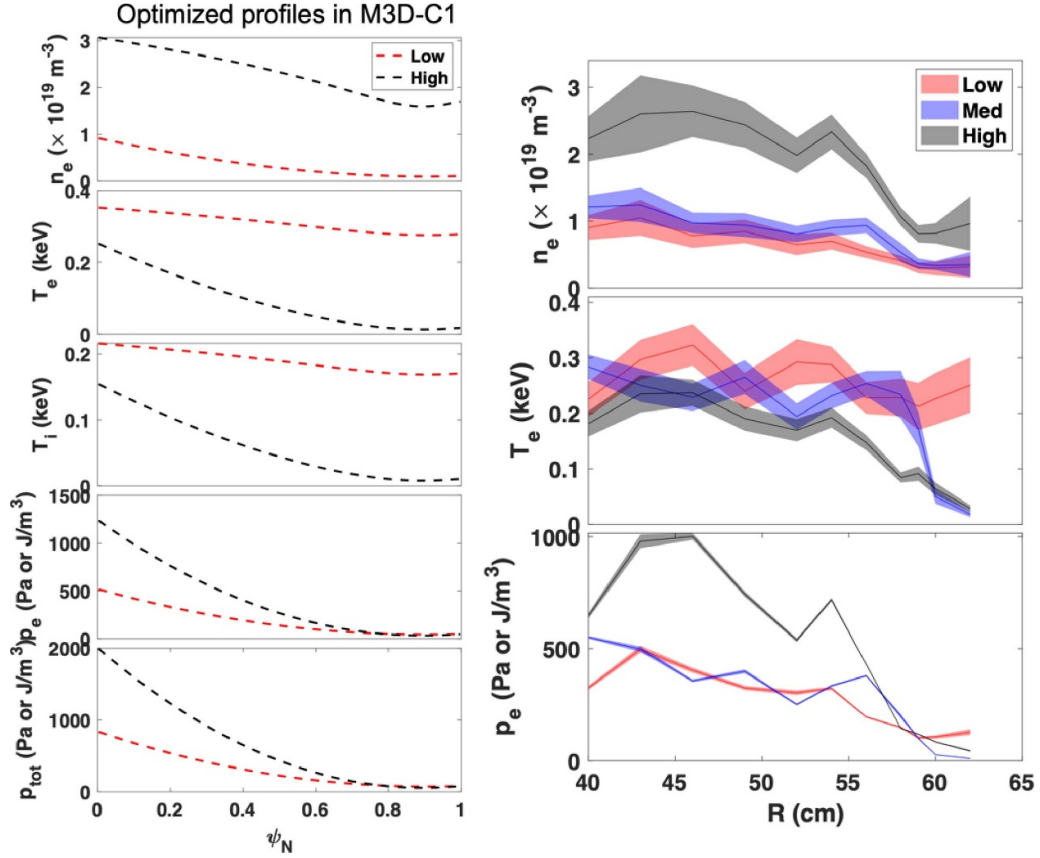 Optimized profiles in M3D-C1
n_e (× 10^19 m^-3)
3
2
1
0
Low
High
T_e (keV)
0.4
0.2
0
T_i (keV)
0.2
0.1
0
p_e (Pa or J/m^3)
1500
1000
500
0
p_tot (Pa or J/m^3)
2000
1000
0
0
0.2
0.4
0.6
0.8
1
ψ_N
n_e (× 10^19 m^-3)
3
2
1
0
Low
Med
High
T_e (keV)
0.4
0.3
0.2
0.1
0
p_e (Pa or J/m^3)
1000
500
0
40
45
50
55
60
65
R (cm)